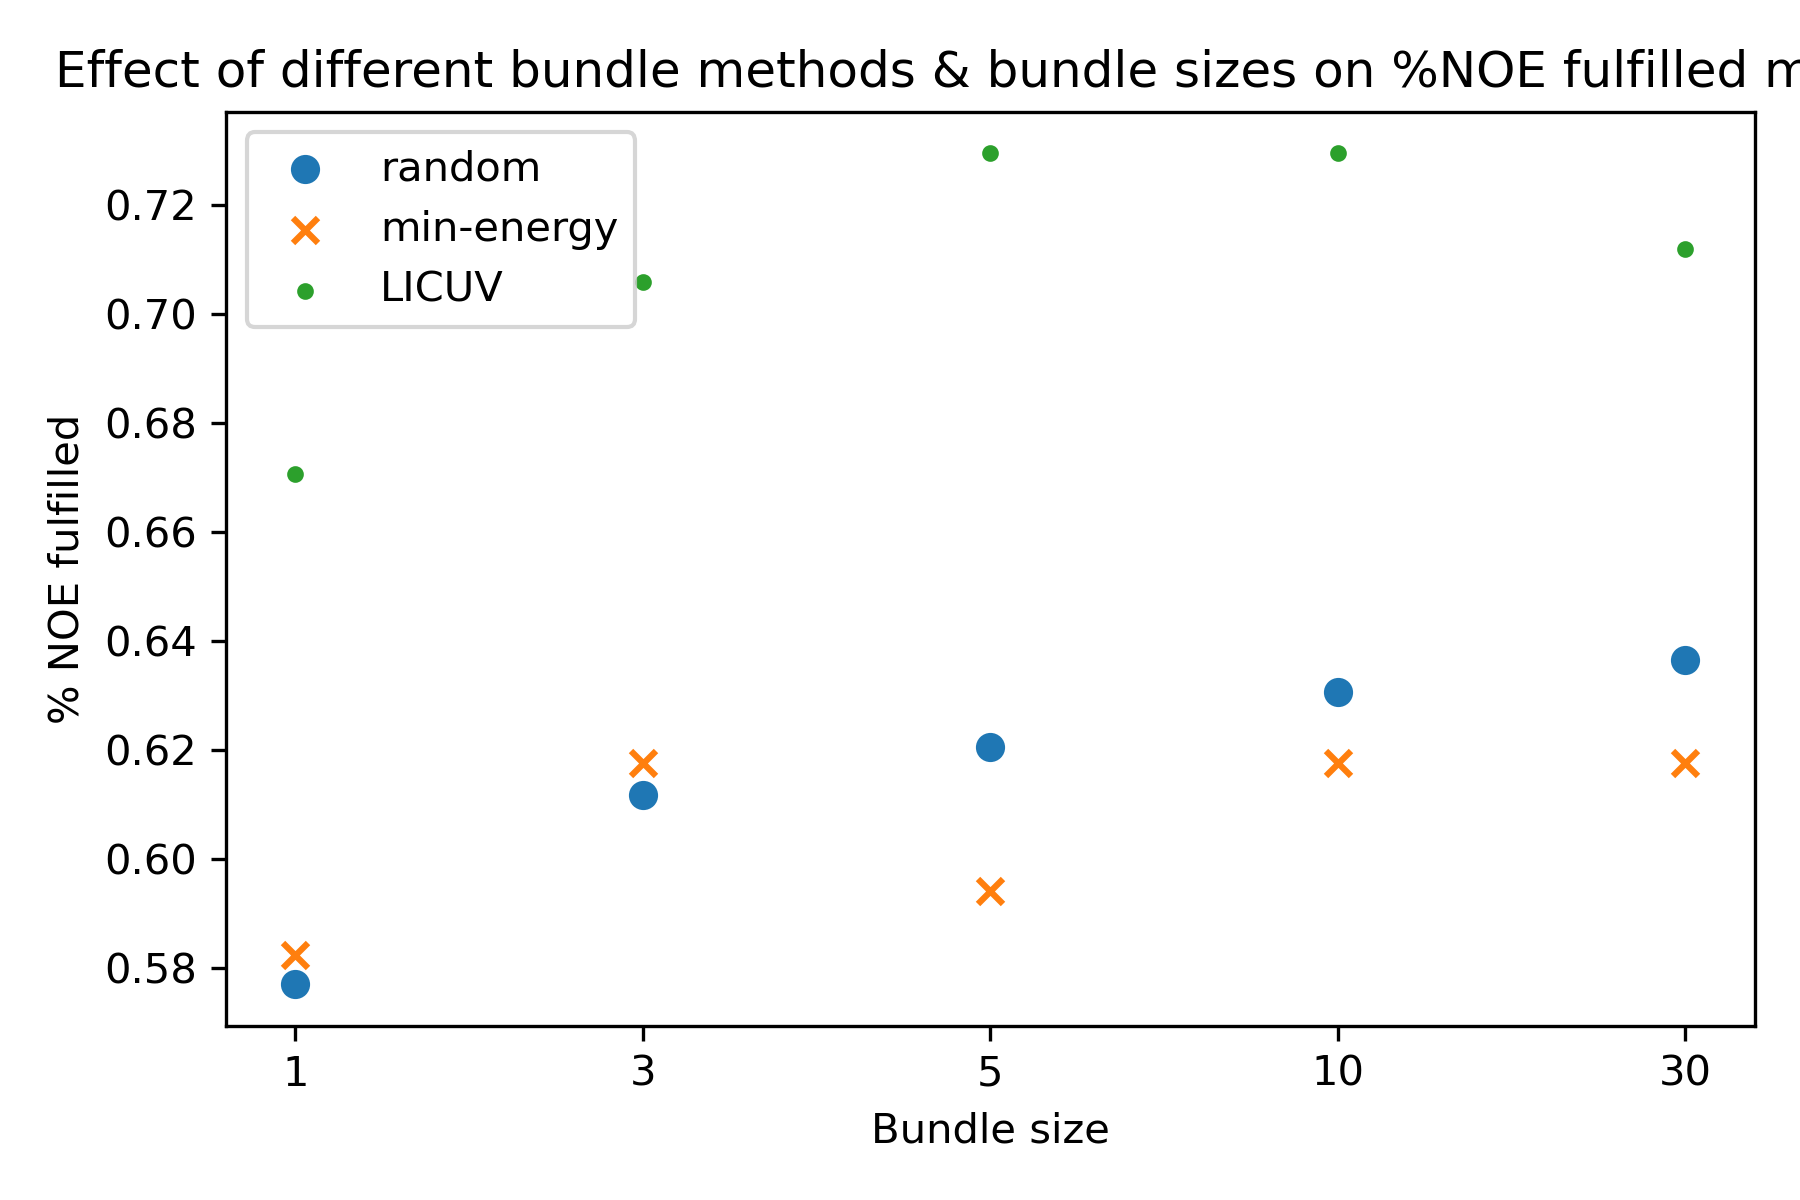 Effect of different bundle methods & bundle sizes on %NOE fulfilled
random
min-energy
LICUV
0.72
0.70
0.68
0.66
0.64
0.62
0.60
0.58
% NOE fulfilled
1 3 5 10 30
Bundle size